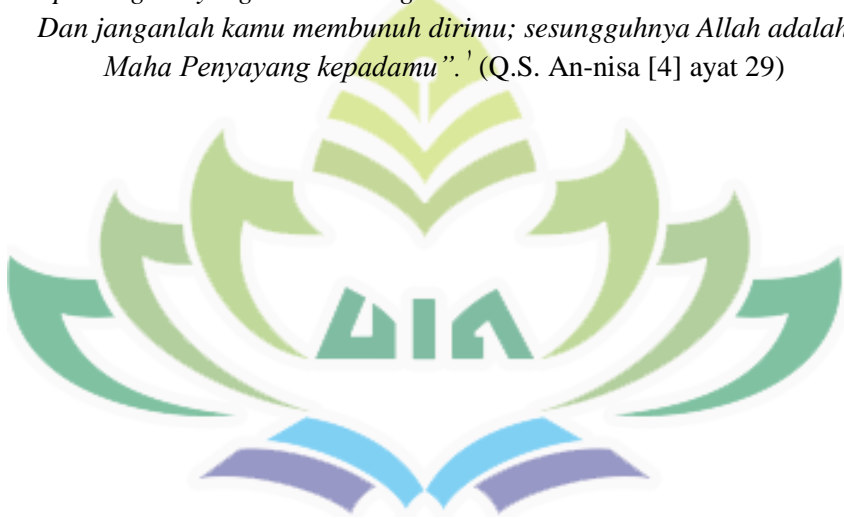 Dan janganlah kamu membunuh dirimu; sesungguhnya Allah adalah
Maha Penyayang kepadamu”.' (Q.S. An-nisa [4] ayat 29)